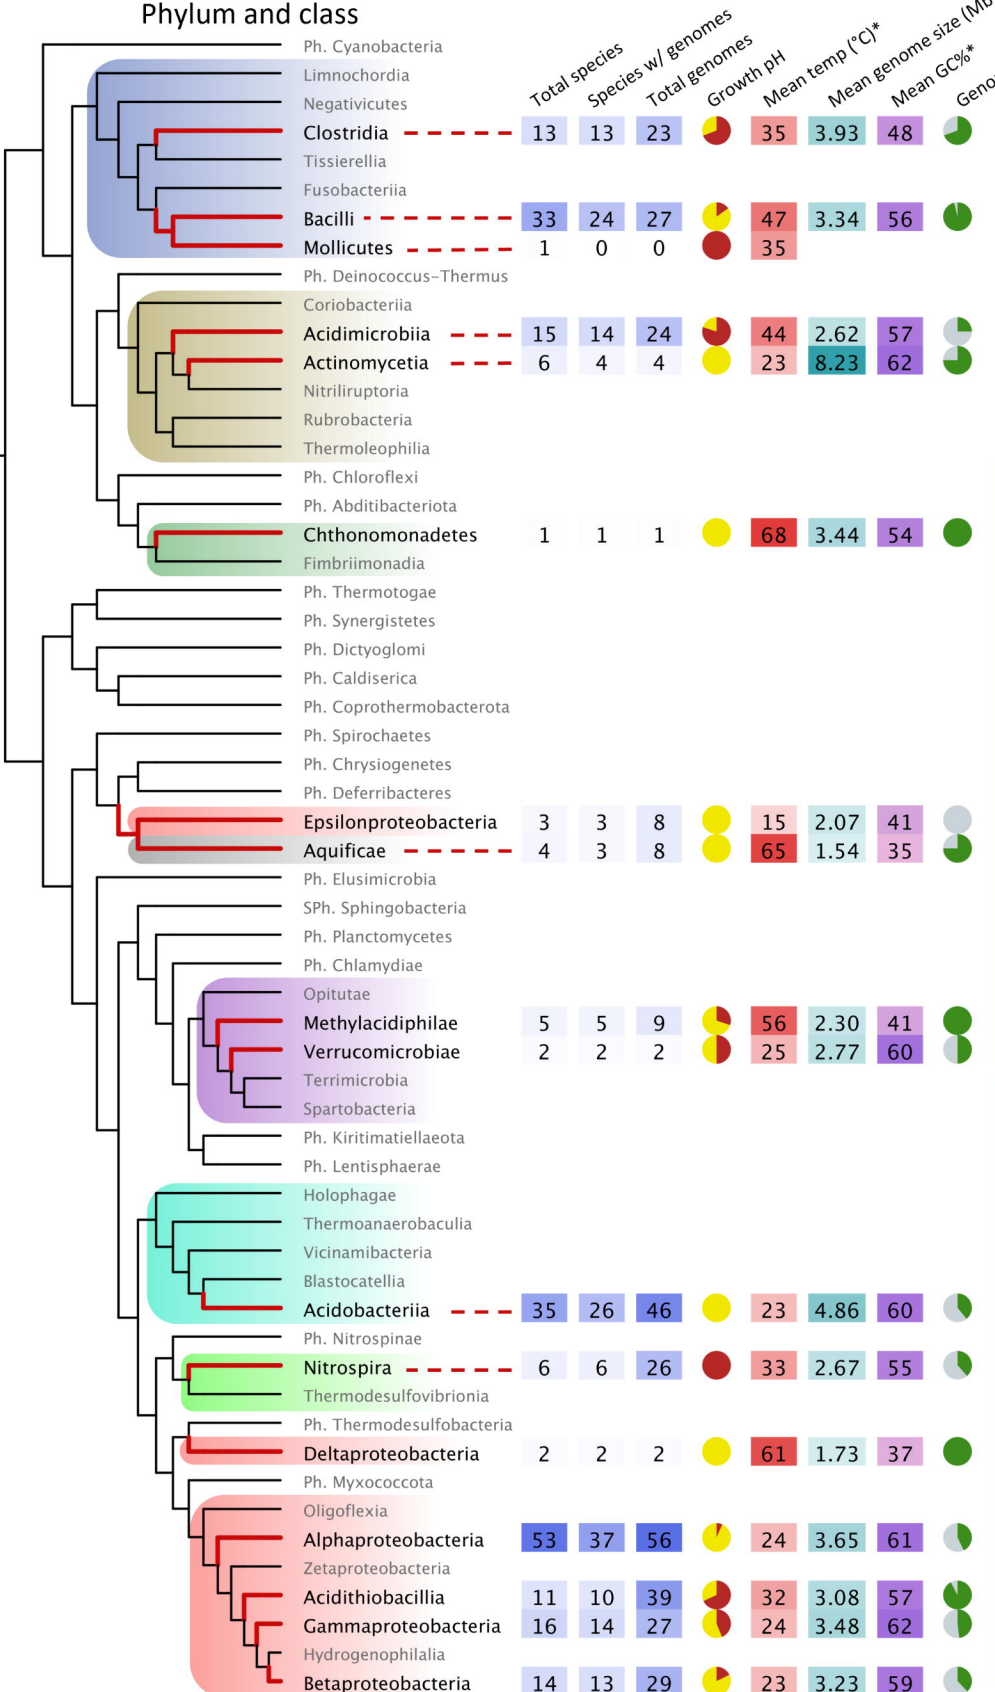 Phylum and class
Total species
Species w/ genomes
Total genomes
Growth pH
Mean temp (°C)*
Mean genome size (Mb
Mean GC%*
Ph. Cyanobacteria
Limnochordia
Negativicutes
Clostridia 13 13 23 35 3.93 48
Tissierellia
Fusobacteriia
Bacilli 33 24 27 47 3.34 56
Mollicutes 1 0 0 35
Ph. Deinococcus-Thermus
Coriobacteriia
Acidimicrobiia 15 14 24 44 2.62 57
Actinomycetia 6 4 4 23 8.23 62
Nitriliruptoria
Rubrobacteria
Thermoleophilia
Ph. Chloroflexi
Ph. Abditibacteriota
Chthonomonadetes 1 1 1 68 3.44 54
Fimbriimonadia
Ph. Thermotogae
Ph. Synergistetes
Ph. Dictyoglomi
Ph. Caldiserica
Ph. Coprothermobacterota
Ph. Spirochaetes
Ph. Chrysiogenetes
Ph. Deferribacteres
Epsilonproteobacteria 3 3 8 15 2.07 41
Aquificae 4 3 8 65 1.54 35
Ph. Elusimicrobia
SPh. Sphingobacteria
Ph. Planctomycetes
Ph. Chlamydiae
Opitutae
Methylacidiphilae 5 5 9 56 2.30 41
Verrucomicrobiae 2 2 2 25 2.77 60
Terrimicrobia
Spartobacteria
Ph. Kiritimatiellaeota
Ph. Lentisphaerae
Holophagae
Thermoanaerobaculia
Vicinamibacteria
Blastocatellia
Acidobacteriia 35 26 46 23 4.86 60
Ph. Nitrospinae
Nitrospira 6 6 26 33 2.67 55
Thermodesulfovibrionia
Ph. Thermodesulfobacteria
Deltaproteobacteria 2 2 2 61 1.73 37
Ph. Myxococcota
Oligoflexia
Alphaproteobacteria 53 37 56 24 3.65 61
Zetaproteobacteria
Acidithiobacillia 11 10 39 32 3.08 57
Gammaproteobacteria 16 14 27 24 3.48 62
Hydrogenophilalia
Betaproteobacteria 14 13 29 23 3.23 59